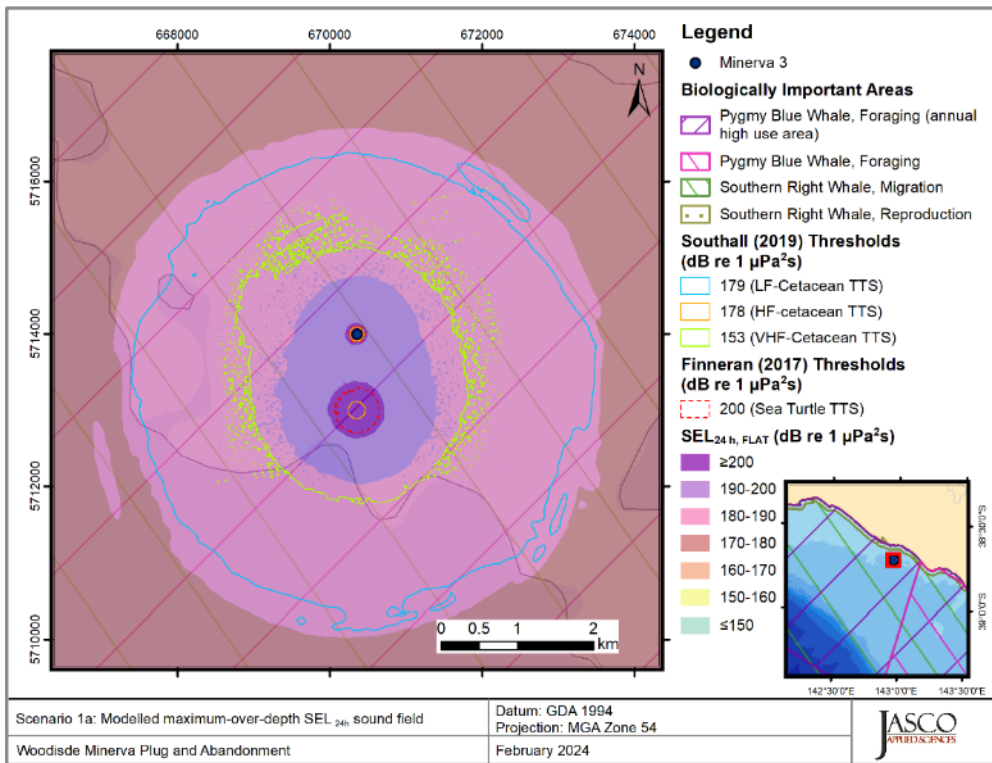 668000 670000 672000 674000
5716000
5714000
5712000
5710000
N
0 0.5 1 2
km
Legend
Minerva 3
Biologically Important Areas
Pygmy Blue Whale, Foraging (annual
high use area)
Pygmy Blue Whale, Foraging
Southern Right Whale, Migration
Southern Right Whale, Reproduction
Southall (2019) Thresholds
(dB re 1 µPa²s)
179 (LF-Cetacean TTS)
178 (HF-cetacean TTS)
153 (VHF-Cetacean TTS)
Finneran (2017) Thresholds
(dB re 1 µPa²s)
200 (Sea Turtle TTS)
SEL24 h, FLAT (dB re 1 µPa²s)
≥200
190-200
180-190
170-180
160-170
150-160
≤150
38°30'0"S
39°0'0"S
142°30'0"E 143°0'0"E 143°30'0"E
Scenario 1a: Modelled maximum-over-depth SEL 24h sound field
Woodisde Minerva Plug and Abandonment
Datum: GDA 1994
Projection: MGA Zone 54
February 2024
JASCO
APPLIED SCIENCES